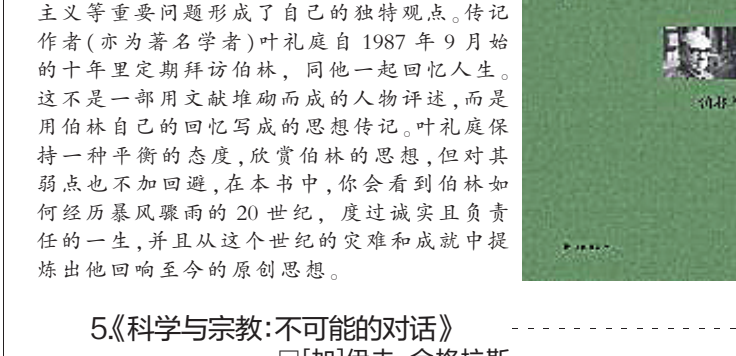 主义等重要问题形成了自己的独特观点。传记
作者(亦为著名学者)叶礼庭自 1987 年 9 月始
的十年里定期拜访伯林，同他一起回忆人生。
这不是一部用文献堆砌而成的人物评述，而是
用伯林自己的回忆写成的思想传记。叶礼庭保
持一种平衡的态度，欣赏伯林的思想，但对其
弱点也不加回避，在本书中，你会看到伯林如
何经历暴风骤雨的 20 世纪，度过诚实且负责
任的一生，并且从这个世纪的灾难和成就中提
炼出他回响至今的原创思想。
5.《科学与宗教:不可能的对话》
□[加]伊夫·金格拉斯